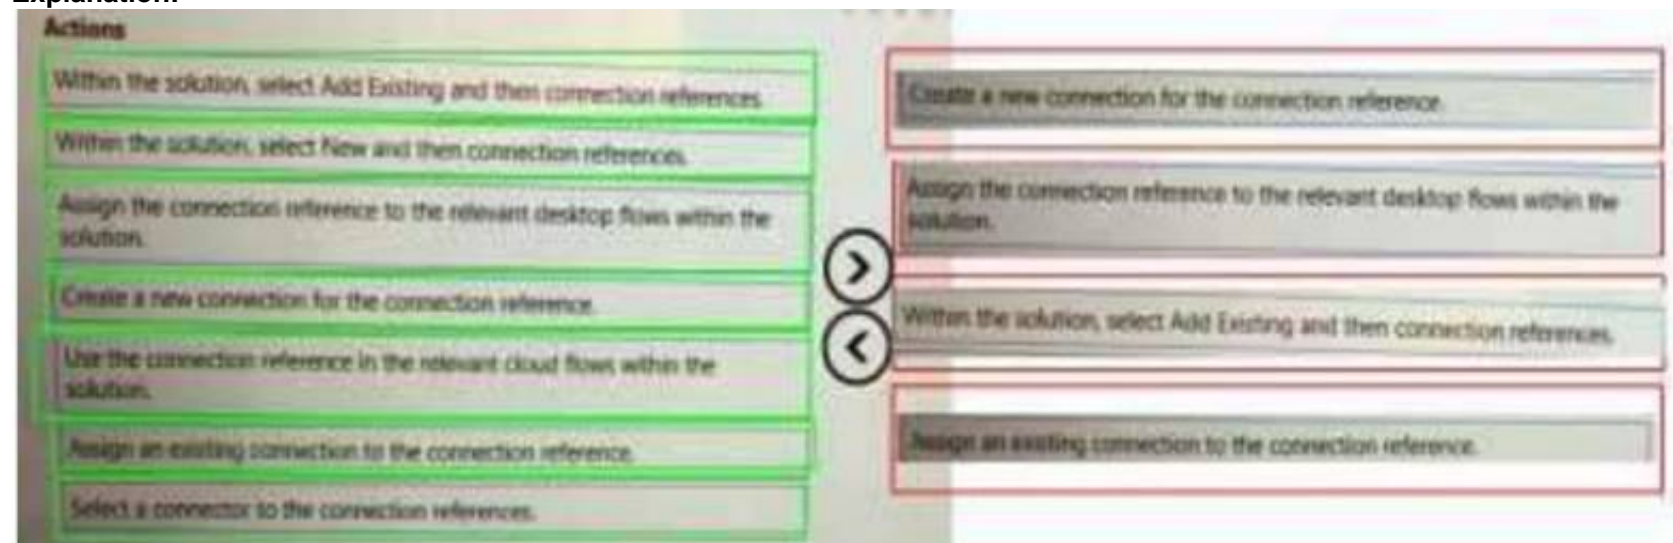 Explanation:
Actions
Within the solution, select Add Existing and then connection references.
Within the solution, select New and then connection references.
Assign the connection reference to the relevant desktop flows within the
solution.
Create a new connection for the connection reference.
Use the connection reference in the relevant cloud flows within the
solution.
Assign an existing connection to the connection reference.
Select a connector to the connection references.
Create a new connection for the connection reference.
Assign the connection reference to the relevant desktop flows within the
solution.
Within the solution, select Add Existing and then connection references.
Assign an existing connection to the connection reference.